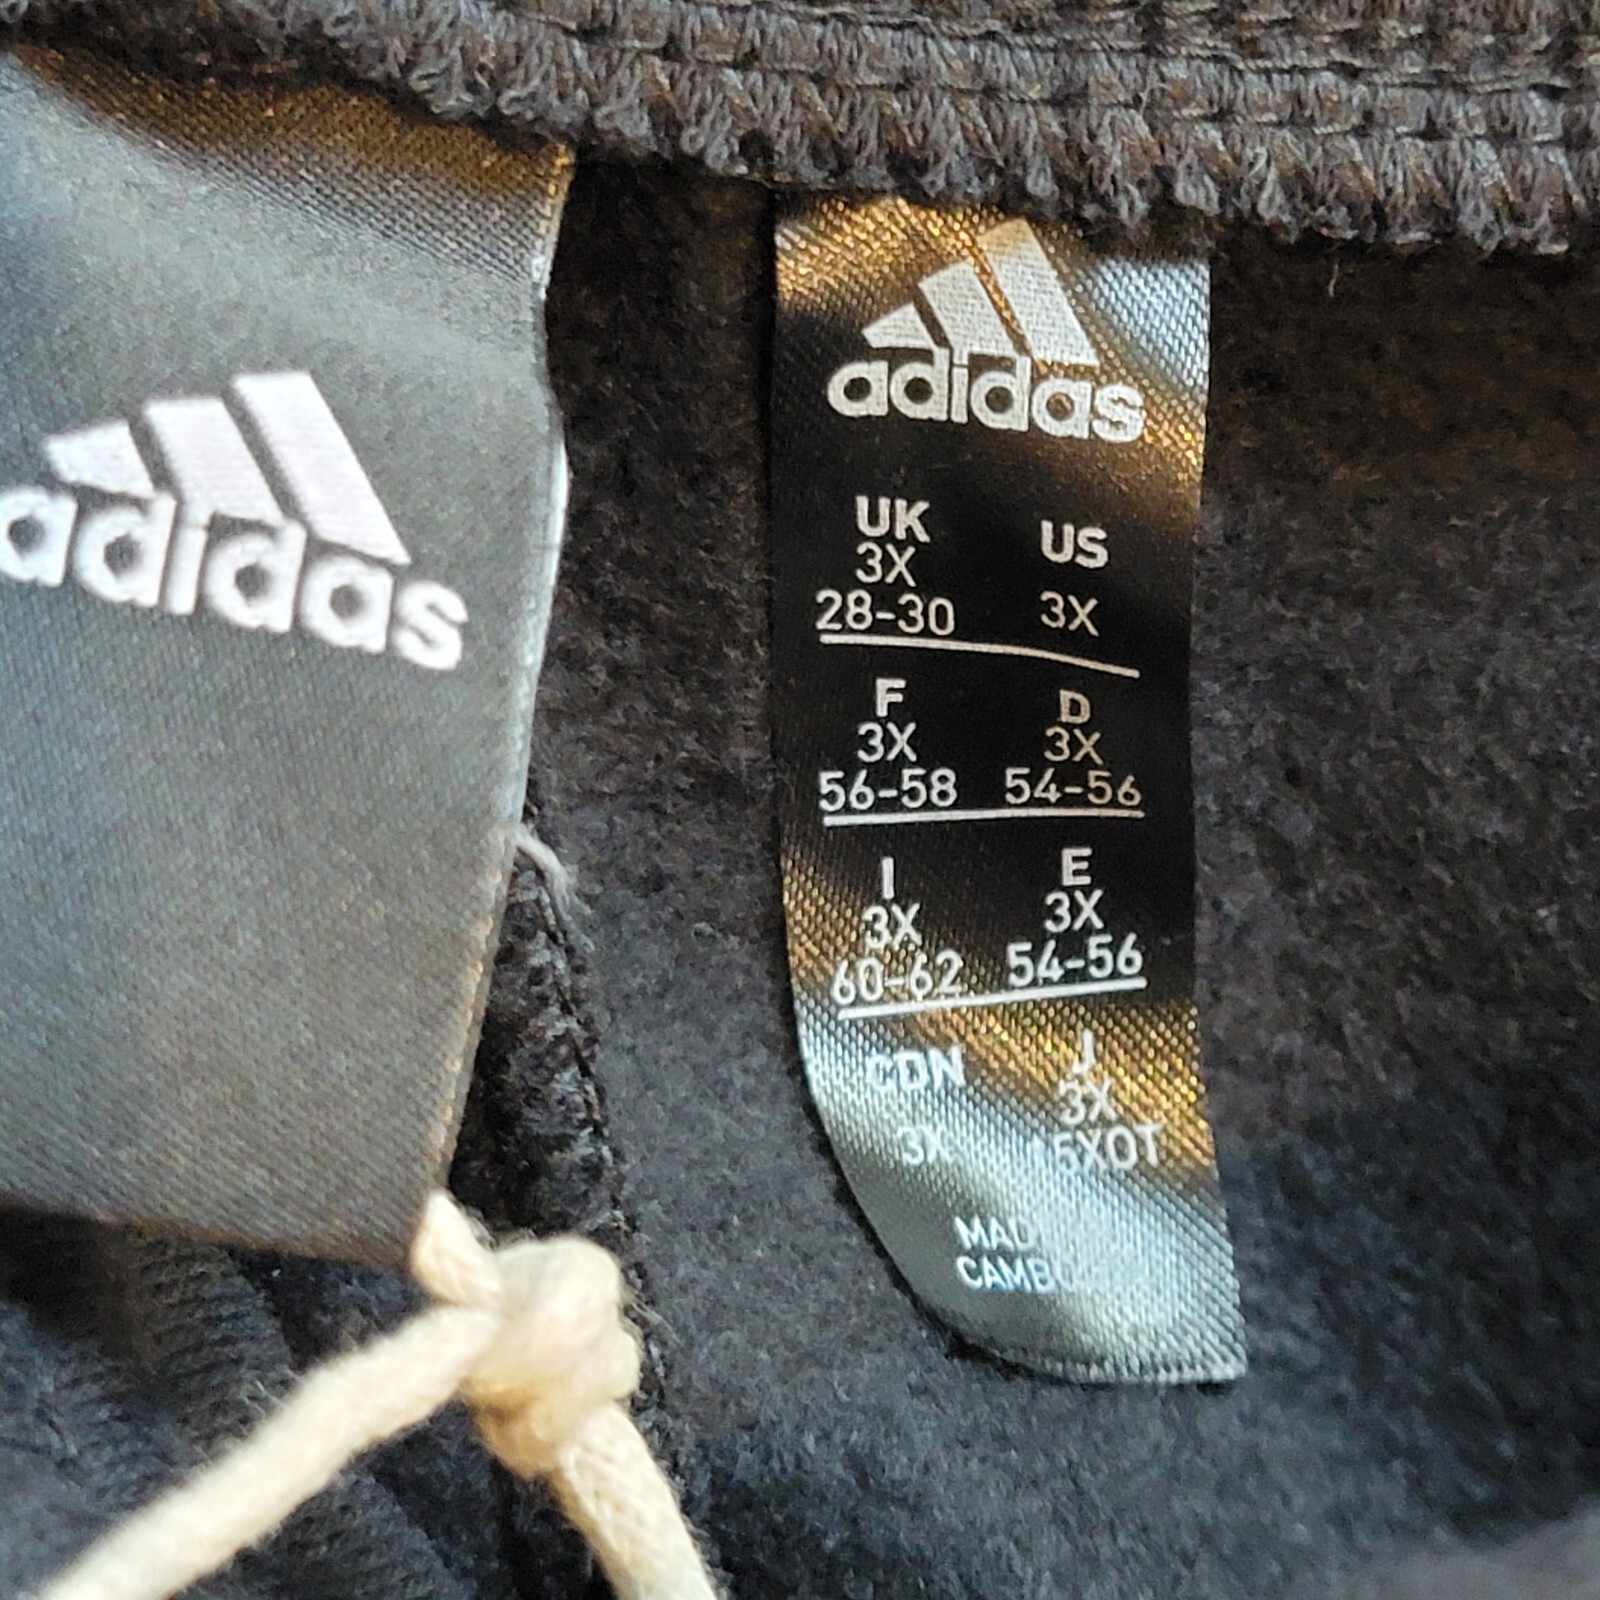 adidas
adidas
UK US
3X
28-30 3X
F D
3X 3X
56-58 54-56
I E
3X 3X
60-62 54-56
CDN J
3X
3X 5XOT